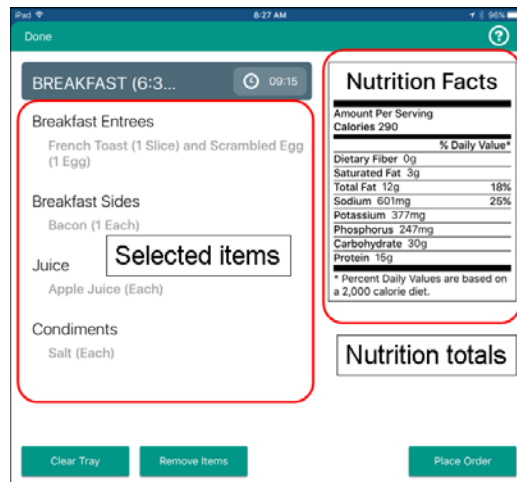 iPad 8:27 AM 96%
Done ?
BREAKFAST (6:3... 09:15
Breakfast Entrees
French Toast (1 Slice) and Scrambled Egg
(1 Egg)
Breakfast Sides
Bacon (1 Each)
Selected items
Juice
Apple Juice (Each)
Condiments
Salt (Each)
Nutrition Facts
Amount Per Serving
Calories 290
% Daily Value*
Dietary Fiber 0g
Saturated Fat 3g
Total Fat 12g 18%
Sodium 601mg 25%
Potassium 377mg
Phosphorus 247mg
Carbohydrate 30g
Protein 15g
* Percent Daily Values are based on
a 2,000 calorie diet.
Nutrition totals
Clear Tray Remove Items Place Order